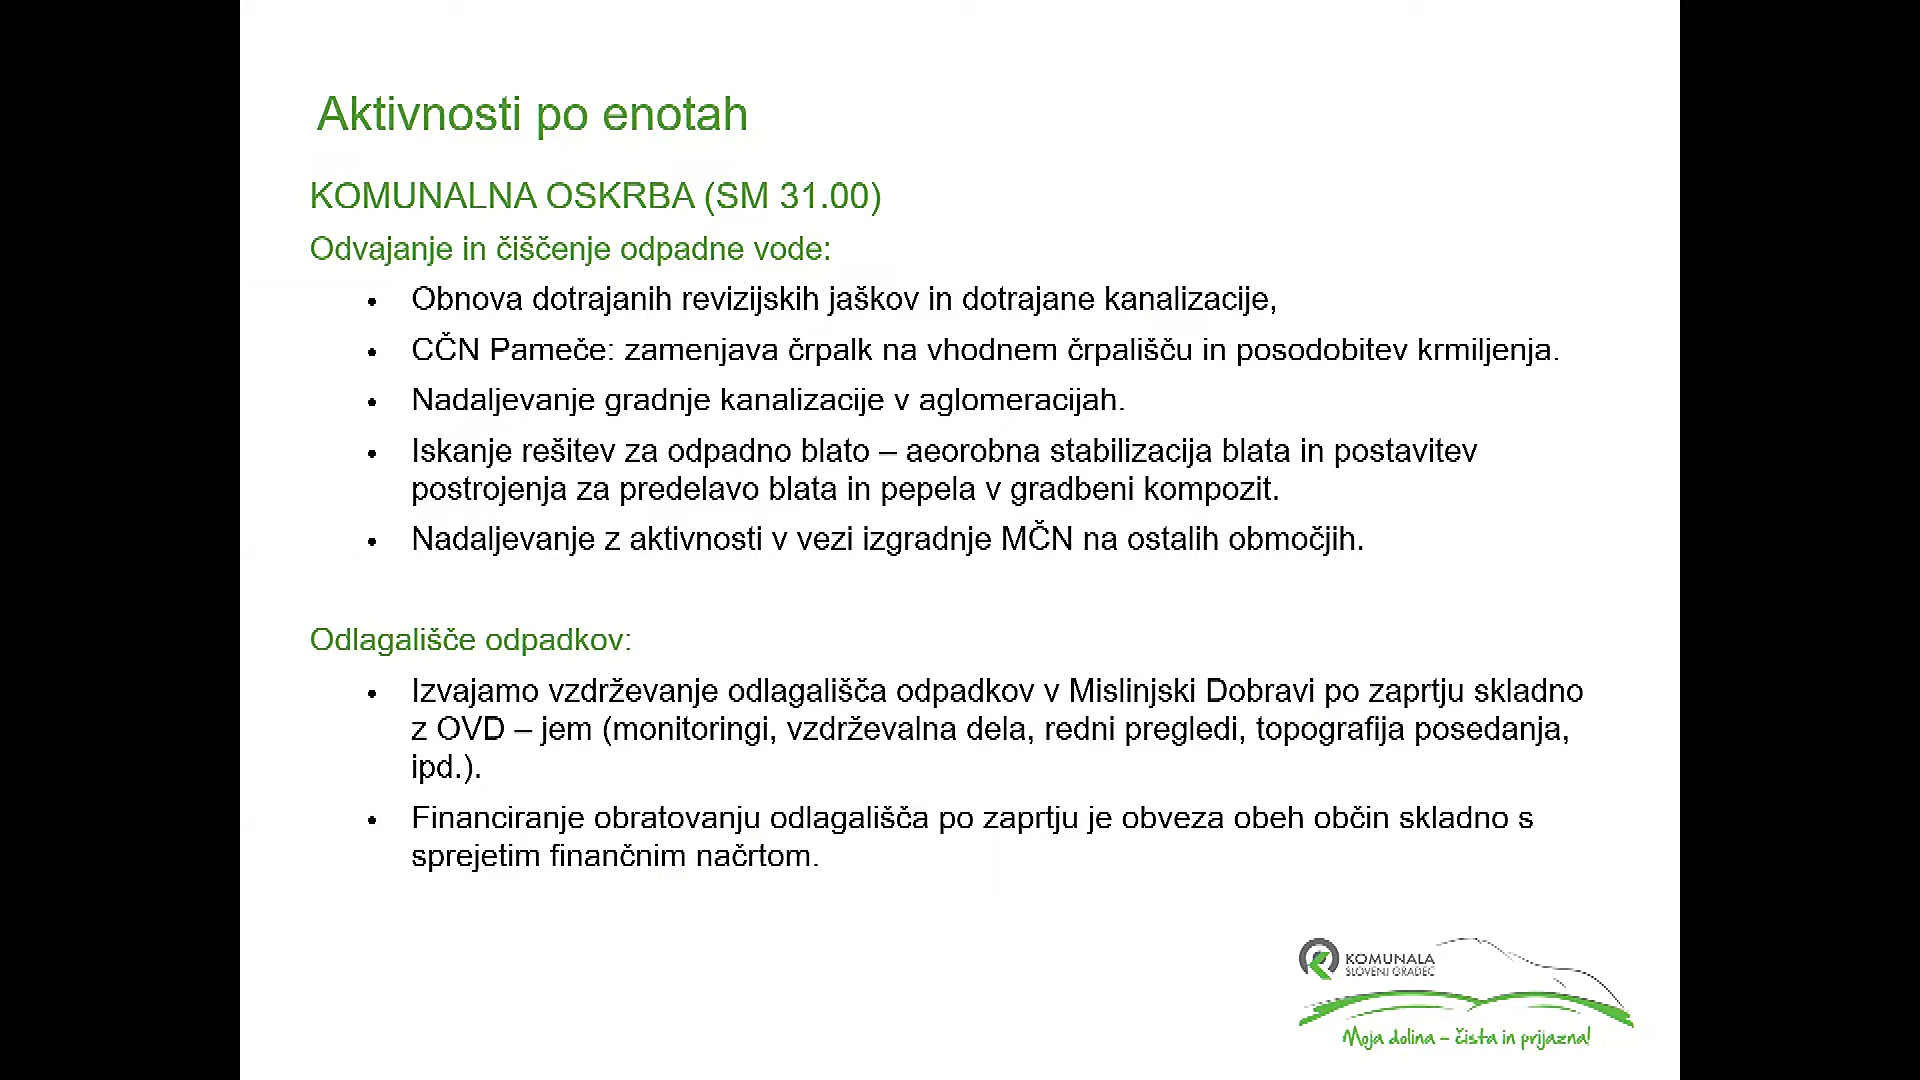 Aktivnosti po enotah
KOMUNALNA OSKRBA (SM 31.00)
Odvajanje in čiščenje odpadne vode:
• Obnova dotrajanih revizijskih jaškov in dotrajane kanalizacije,
• CČN Pameče: zamenjava črpalk na vhodnem črpališču in posodobitev krmiljenja.
• Nadaljevanje gradnje kanalizacije v aglomeracijah.
• Iskanje rešitev za odpadno blato – aeorobna stabilizacija blata in postavitev
postrojenja za predelavo blata in pepela v gradbeni kompozit.
• Nadaljevanje z aktivnosti v vezi izgradnje MČN na ostalih območjih.
Odlagališče odpadkov:
• Izvajamo vzdrževanje odlagališča odpadkov v Mislinjski Dobravi po zaprtju skladno
z OVD – jem (monitoringi, vzdrževalna dela, redni pregledi, topografija posedanja,
ipd.).
• Financiranje obratovanju odlagališča po zaprtju je obveza obeh občin skladno s
sprejetim finančnim načrtom.
KOMUNALA
SLOVENJ GRADEC
Moja dolina – čista in prijazna!